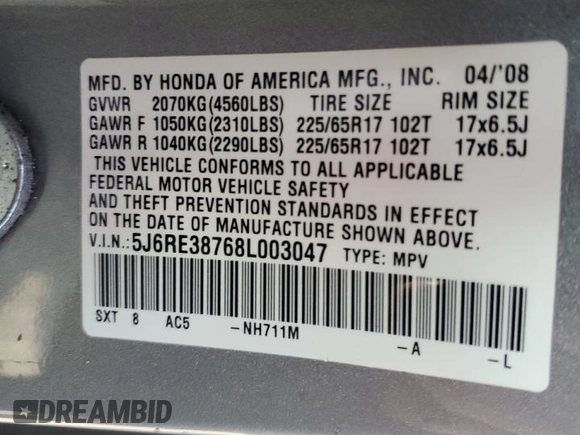 MFD. BY HONDA OF AMERICA MFG., INC. 04/'08
GVWR 2070KG(4560LBS) TIRE SIZE RIM SIZE
GAWR F 1050KG(2310LBS) 225/65R17 102T 17x6.5J
GAWR R 1040KG(2290LBS) 225/65R17 102T 17x6.5J
THIS VEHICLE CONFORMS TO ALL APPLICABLE
FEDERAL MOTOR VEHICLE SAFETY
AND THEFT PREVENTION STANDARDS IN EFFECT
ON THE DATE OF MANUFACTURE SHOWN ABOVE.
V.I.N.: 5J6RE38768L003047 TYPE: MPV
SXT 8 AC5 -NH711M -A -L
DREAMBID